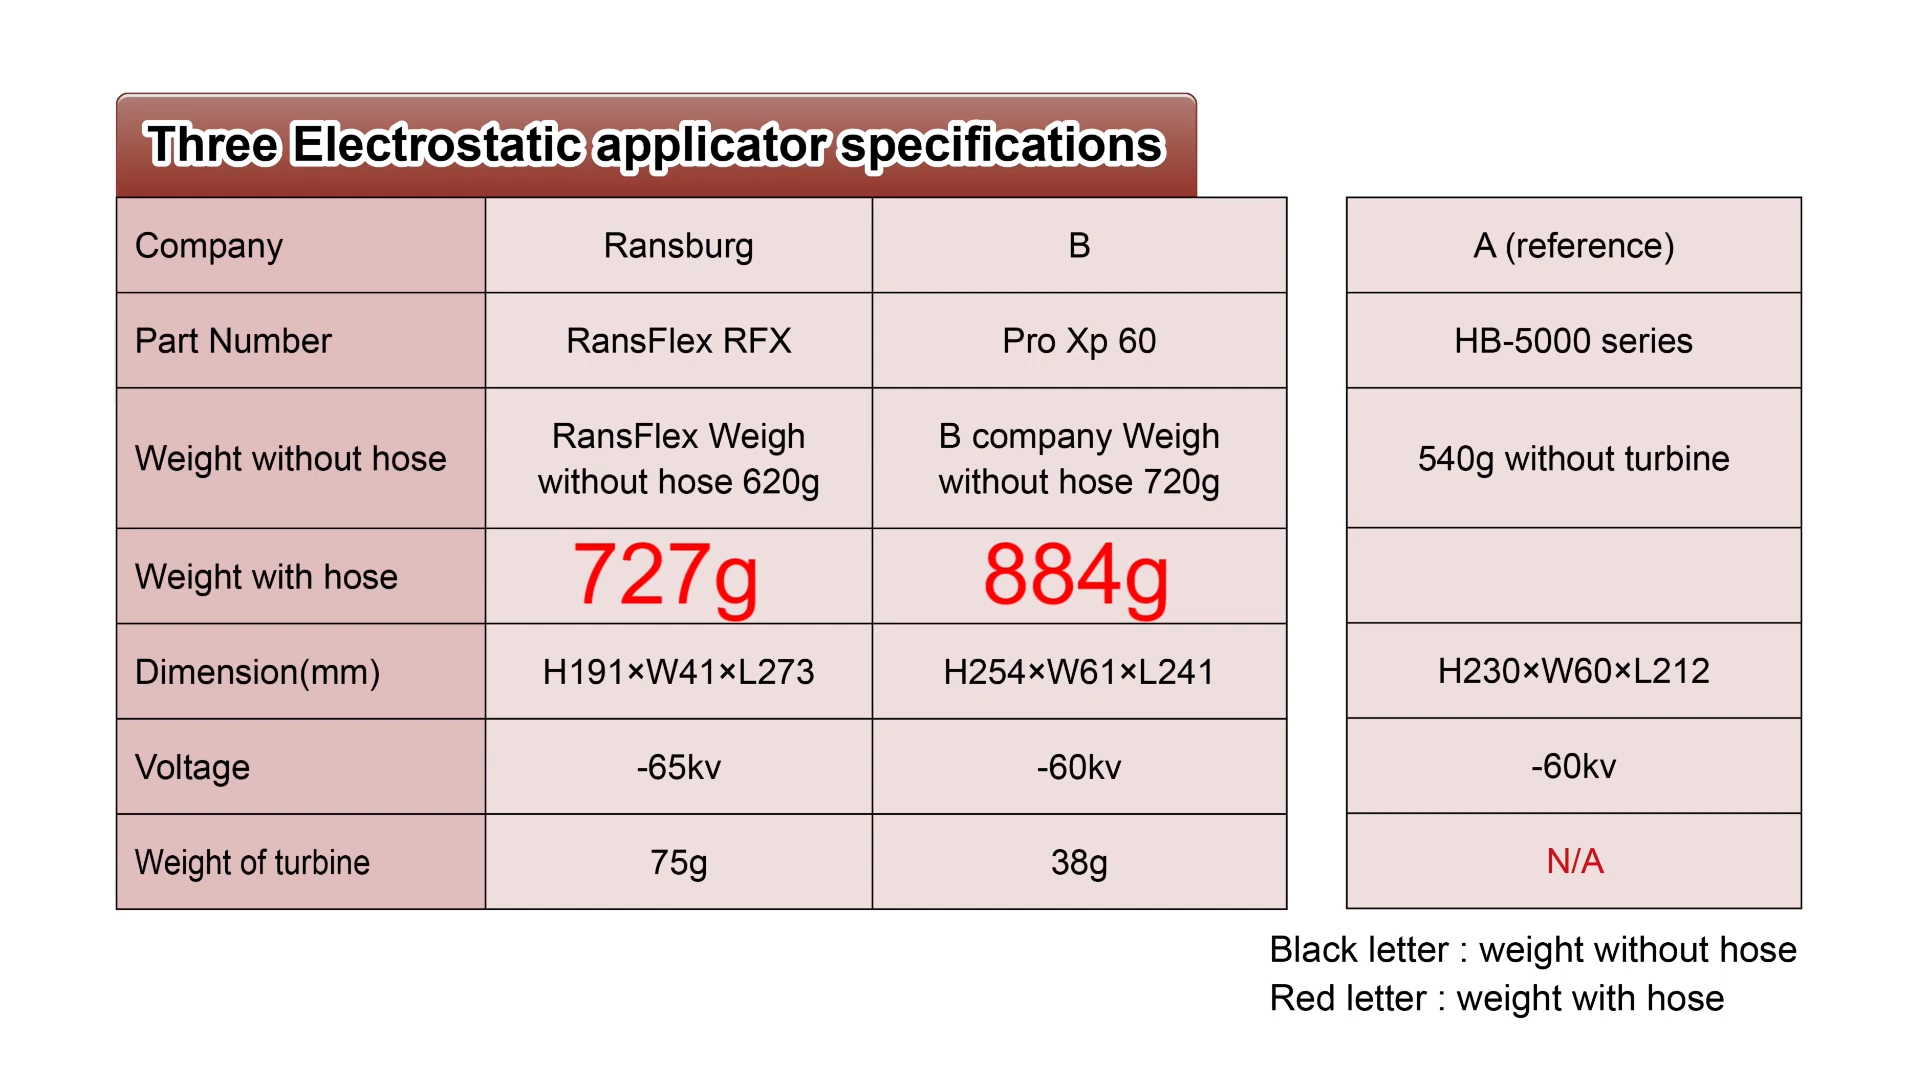 Three Electrostatic applicator specifications
Company
Ransburg
B
A (reference)
Part Number
RansFlex RFX
Pro Xp 60
HB-5000 series
Weight without hose
RansFlex Weigh
without hose 620g
B company Weigh
without hose 720g
540g without turbine
Weight with hose
727g
884g
Dimension(mm)
H191×W41×L273
H254×W61×L241
H230×W60×L212
Voltage
-65kv
-60kv
-60kv
Weight of turbine
75g
38g
N/A
Black letter : weight without hose
Red letter : weight with hose